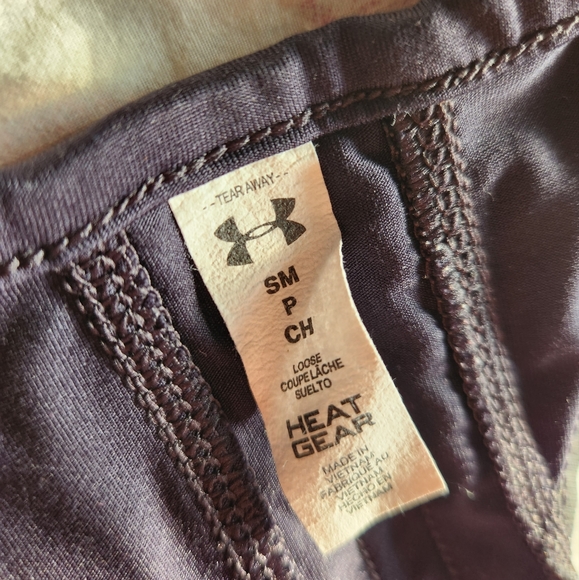 --TEAR AWAY--
SM
P
CH
LOOSE
COUPE LÂCHE
SUELTO
HEAT
GEAR
MADE IN
VIETNAM
FABRIQUÉ AU
VIETNAM
HECHO EN
VIETNAM